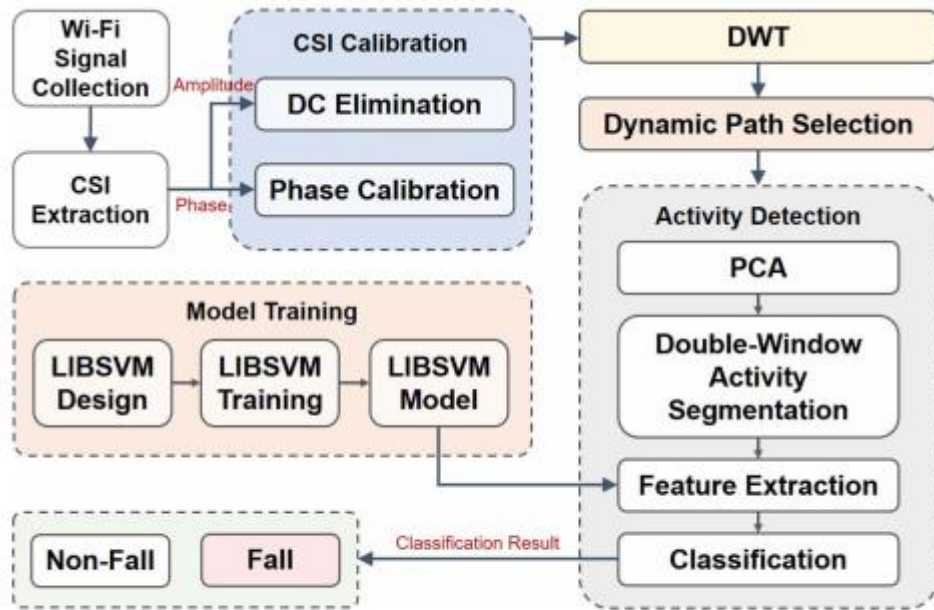 Wi-Fi
Signal
Collection
CSI
Extraction
Amplitude
Phase
CSI Calibration
DC Elimination
Phase Calibration
DWT
Dynamic Path Selection
Activity Detection
PCA
Double-Window
Activity
Segmentation
Feature Extraction
Classification
Model Training
LIBSVM
Design
LIBSVM
Training
LIBSVM
Model
Classification Result
Non-Fall
Fall